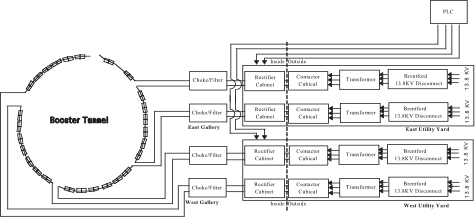 PLC
Inside Outside
Choke/Filter
Rectifier
Cabinet
Contactor
Cubical
Transformer
Brentford
13.8KV Disconnect
13.8 KV
Booster Tunnel
Choke/Filter
Rectifier
Cabinet
Contactor
Cubical
Transformer
Brentford
13.8KV Disconnect
13.8 KV
East Gallery
East Utility Yard
Choke/Filter
Rectifier
Cabinet
Contactor
Cubical
Transformer
Brentford
13.8KV Disconnect
13.8 KV
Choke/Filter
Rectifier
Cabinet
Contactor
Cubical
Transformer
Brentford
13.8KV Disconnect
13.8 KV
West Gallery
Inside Outside
West Utility Yard